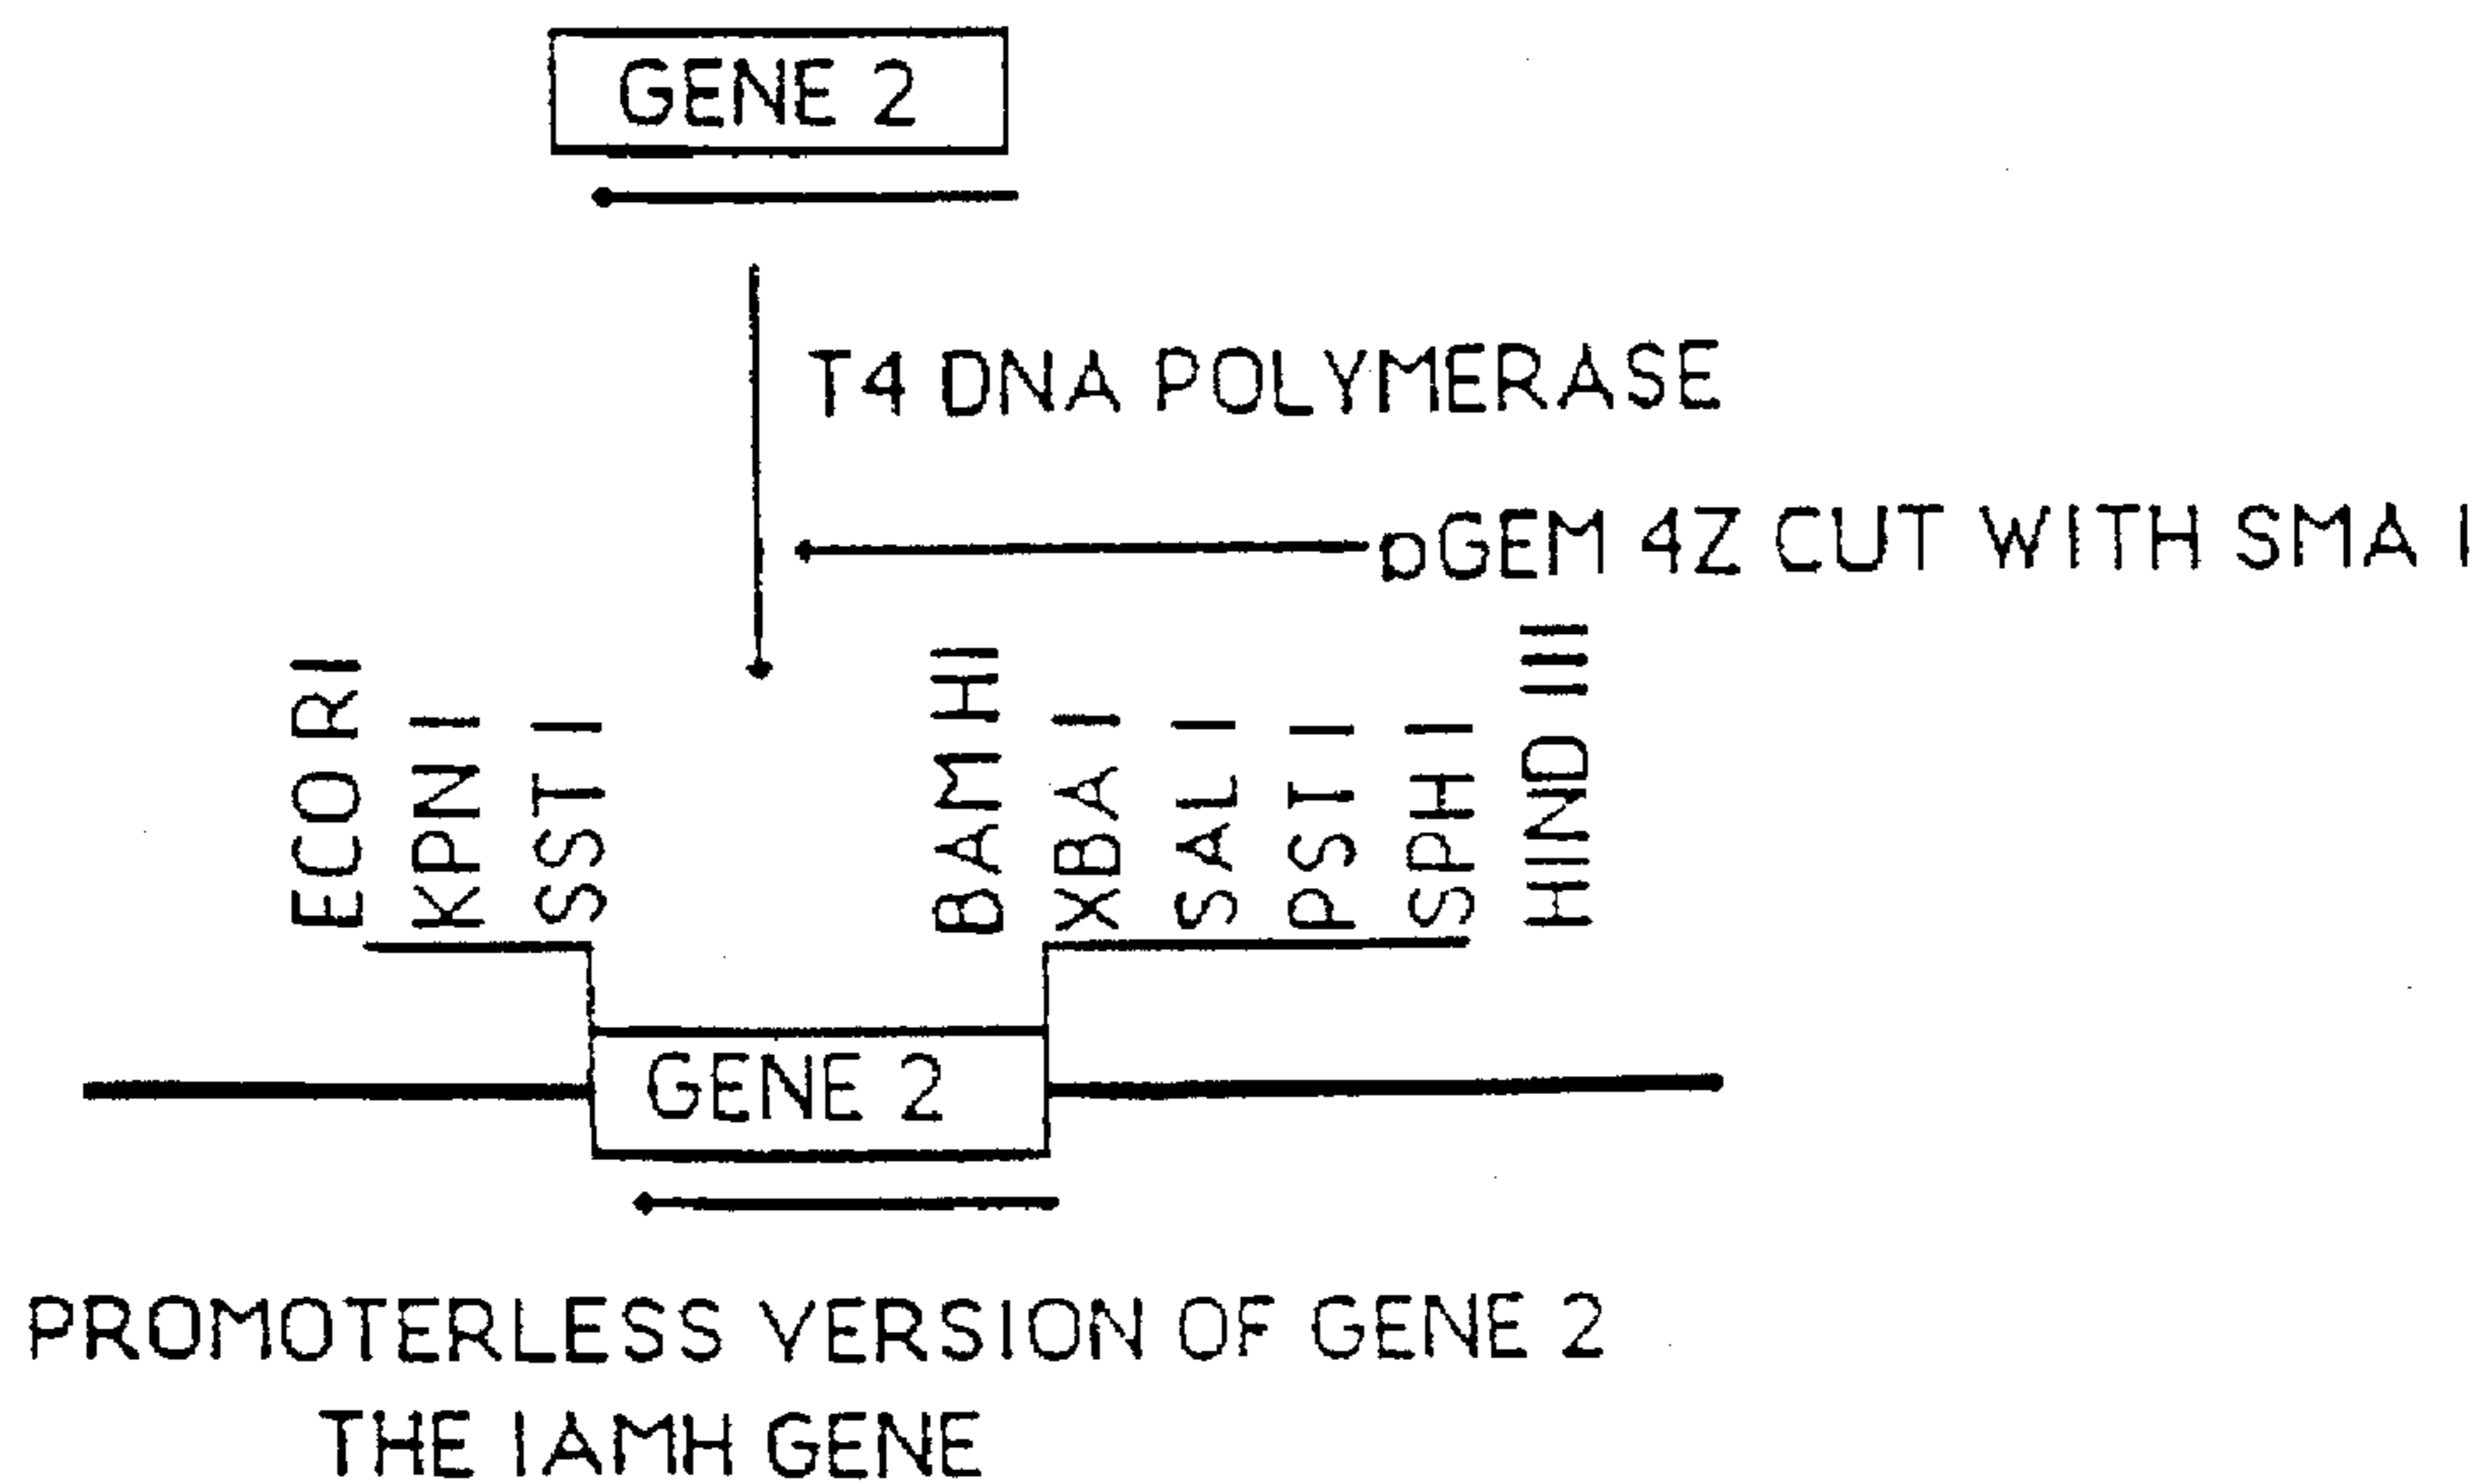 GENE 2
T4 DNA POLYMERASE
pGEM 4Z CUT WITH SMA I
ECO RI
KPN I
SST I
BAM HI
XBA I
SAL I
PST I
SPH I
HIND III
GENE 2
PROMOTERLESS VERSION OF GENE 2
THE IAMH GENE